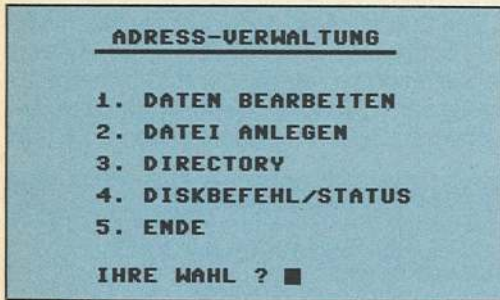 ADRESS-VERWALTUNG
1. DATEN BEARBEITEN
2. DATEI ANLEGEN
3. DIRECTORY
4. DISKBEFEHL/STATUS
5. ENDE
IHRE WAHL ?